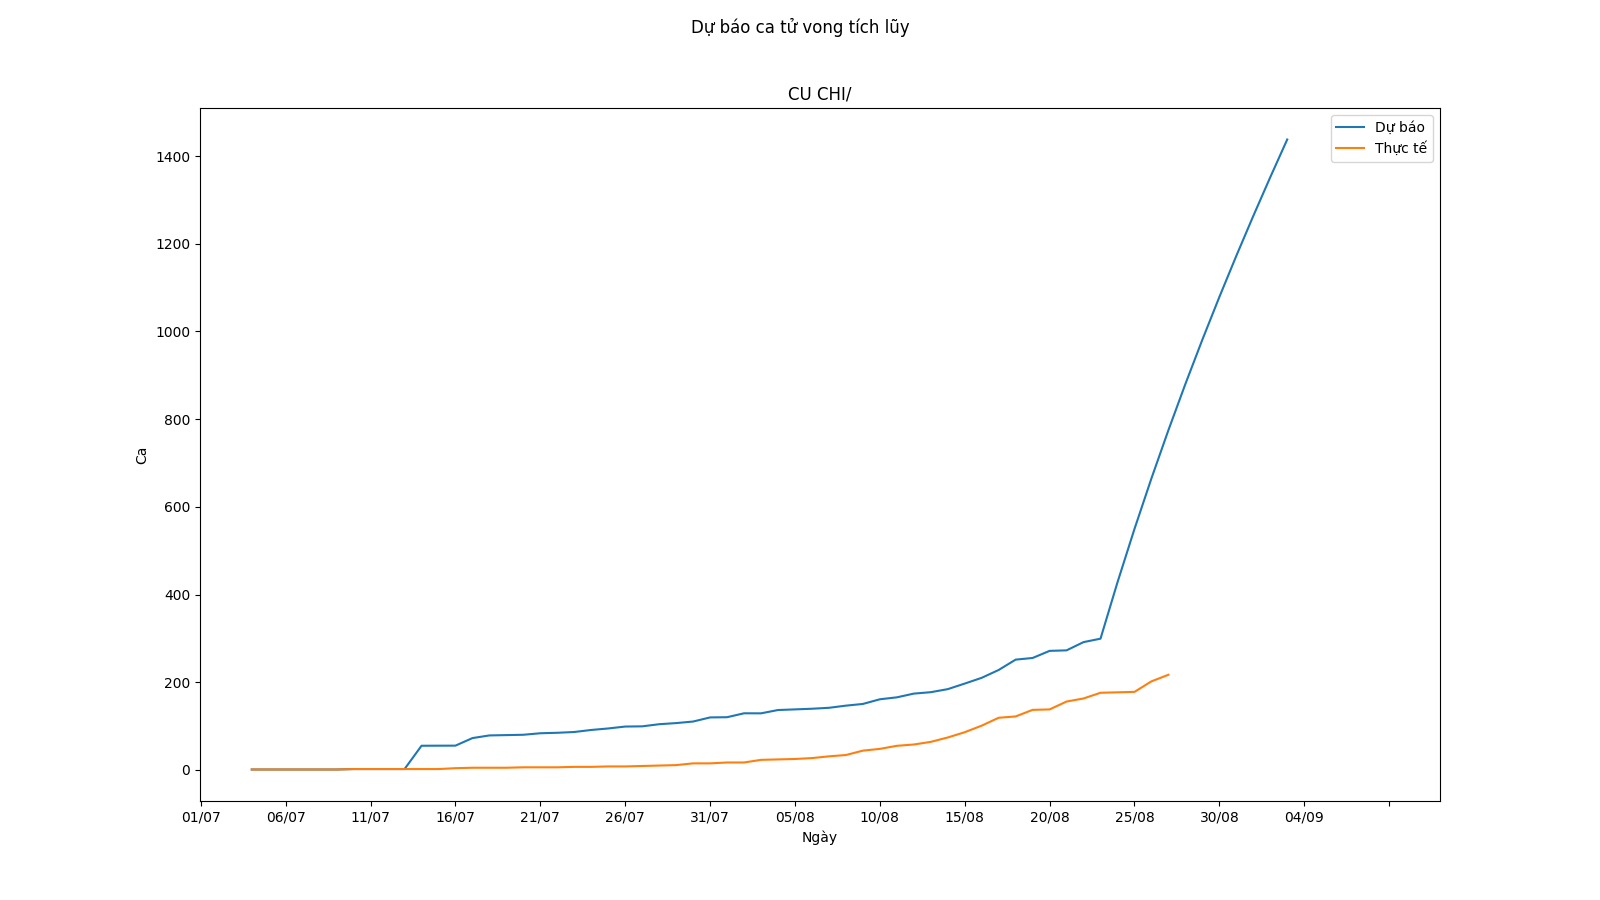 Dự báo ca tử vong tích lũy
CU CHI/
Dự báo
Thực tế
1400
1200
1000
800
600
400
200
0
Ca
01/07 06/07 11/07 16/07 21/07 26/07 31/07 05/08 10/08 15/08 20/08 25/08 30/08 04/09
Ngày